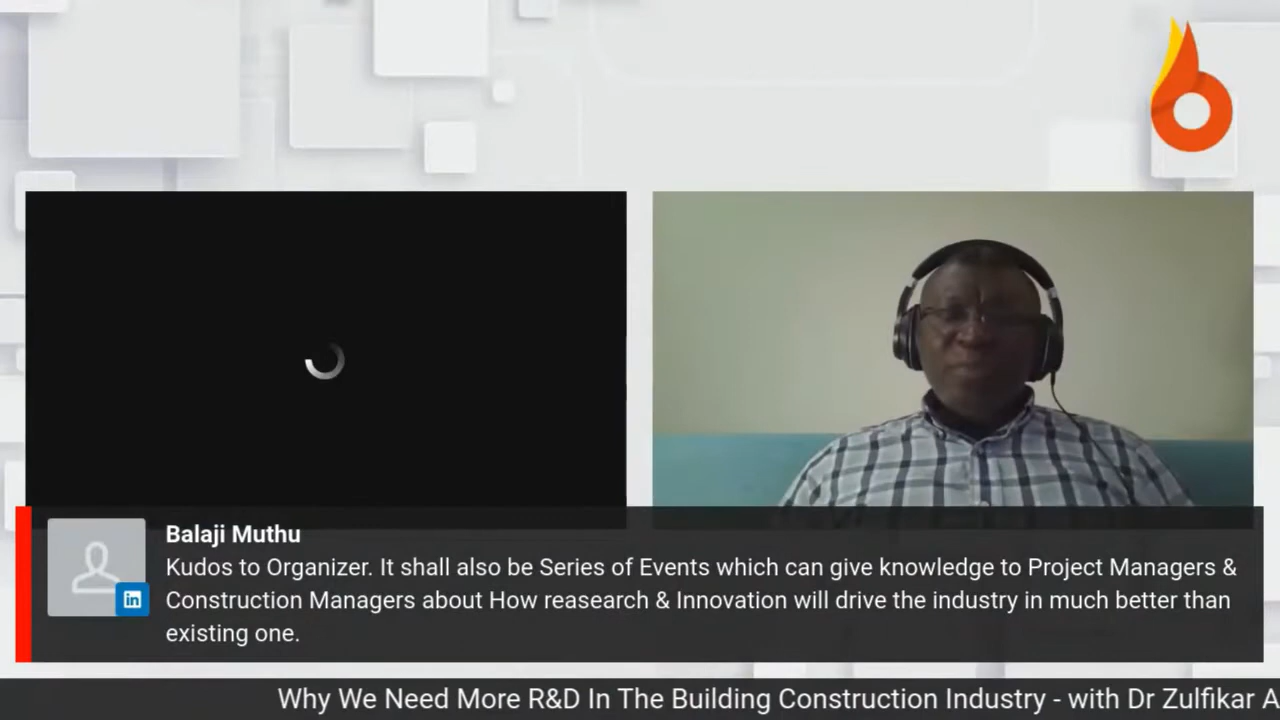 Balaji Muthu
Kudos to Organizer. It shall also be Series of Events which can give knowledge to Project Managers &
Construction Managers about How reasearch & Innovation will drive the industry in much better than
existing one.
in
Why We Need More R&D In The Building Construction Industry - with Dr Zulfikar A